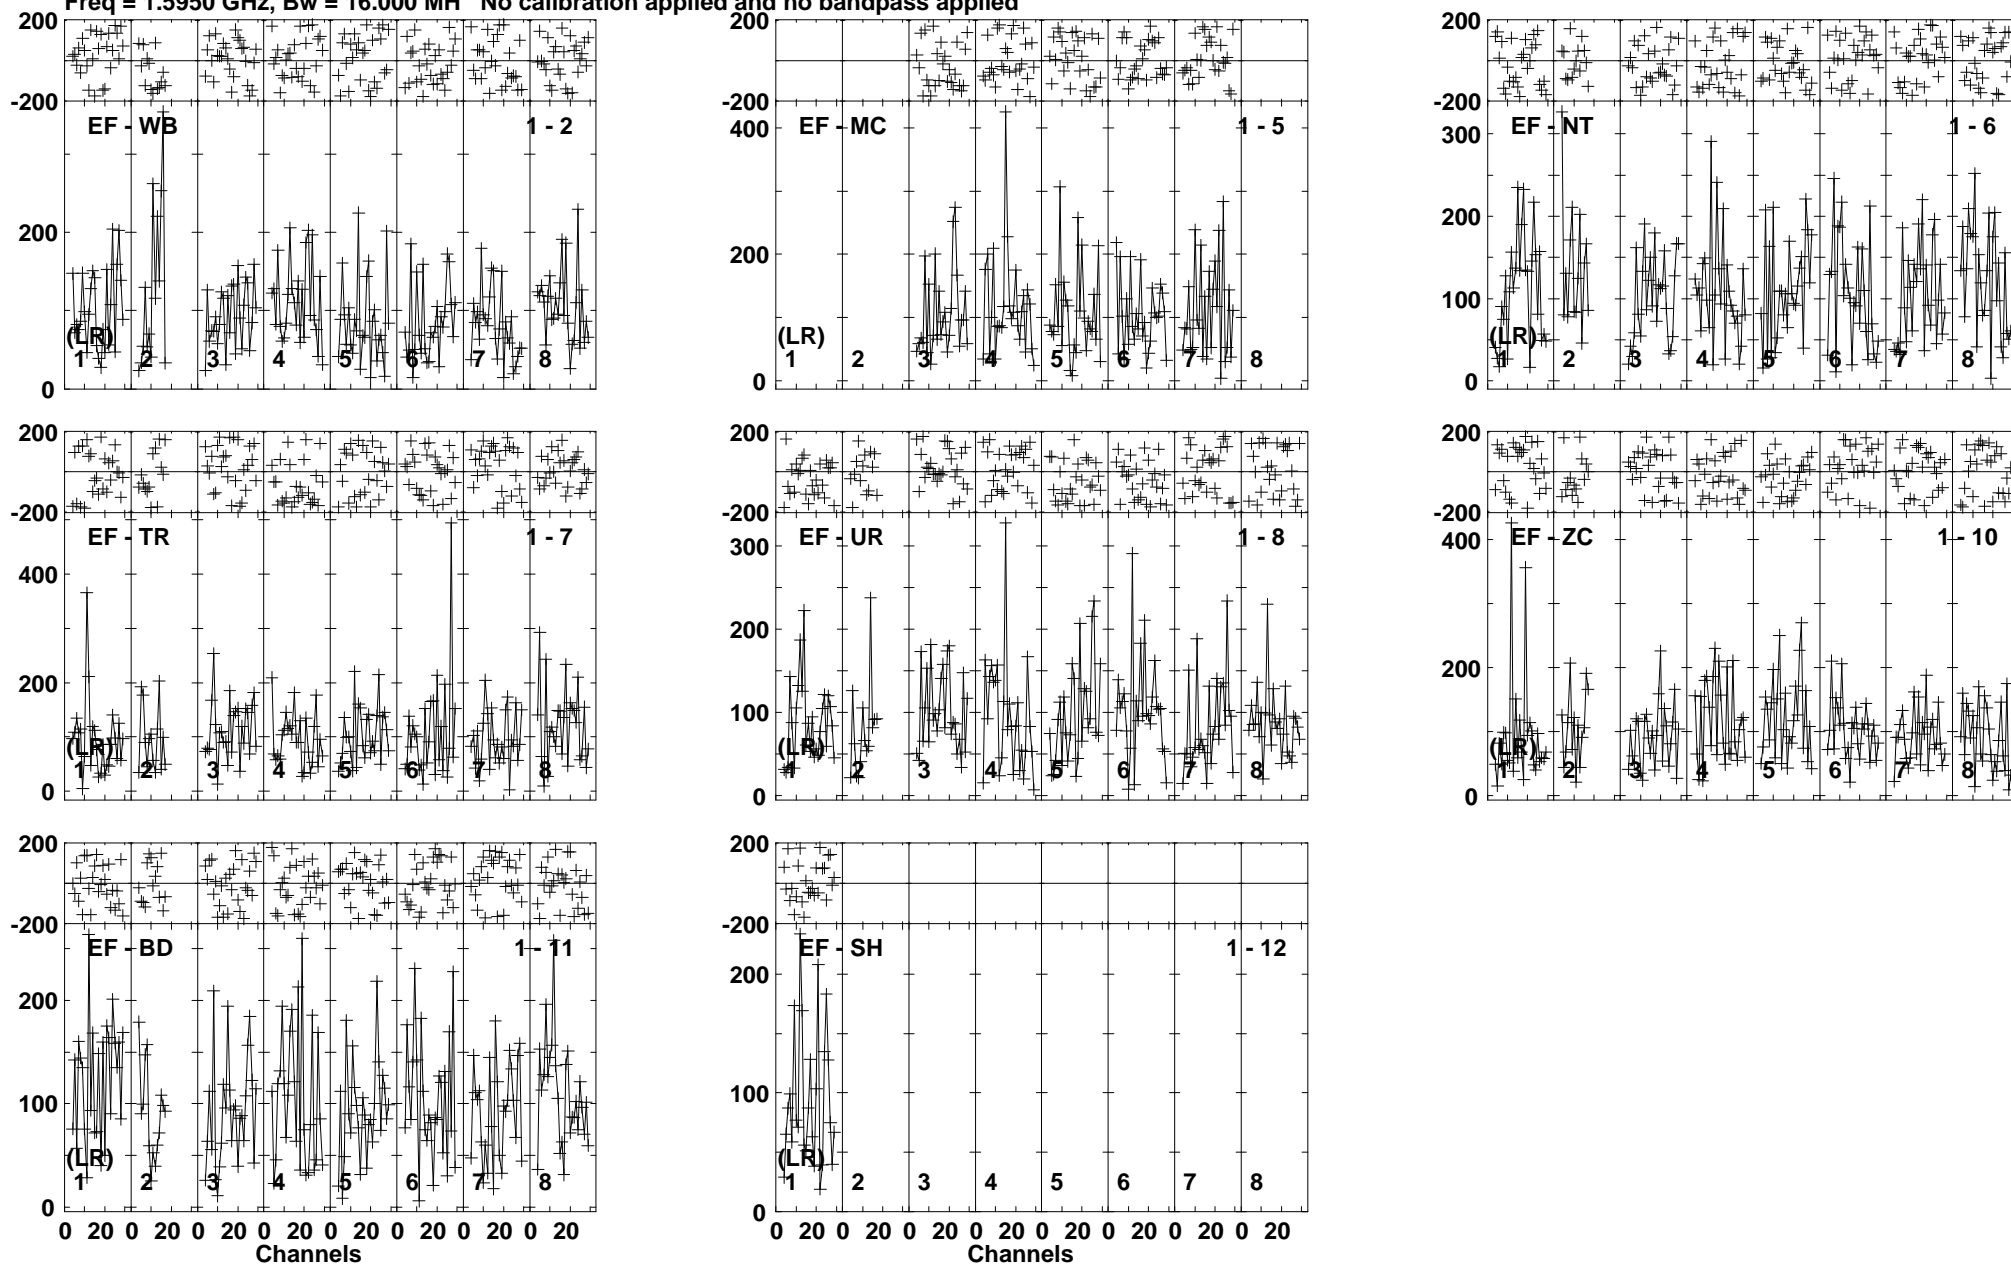 Freq = 1.5950 GHz, Bw = 16.000 MH No calibration applied and no bandpass applied
200
-200
EF - WB 1 - 2
200
0
(LR)
1 2 3 4 5 6 7 8
200
-200
EF - MC 1 - 5
400
200
0
(LR)
1 2 3 4 5 6 7 8
200
-200
EF - NT 1 - 6
300
200
100
0
(LR)
1 2 3 4 5 6 7 8
200
-200
EF - TR 1 - 7
400
200
0
(LR)
1 2 3 4 5 6 7 8
200
-200
EF - UR 1 - 8
300
200
100
0
(LR)
1 2 3 4 5 6 7 8
200
-200
EF - ZC 1 - 10
400
200
0
(LR)
1 2 3 4 5 6 7 8
200
-200
EF - BD 1 - 11
200
100
0
(LR)
1 2 3 4 5 6 7 8
0 20 0 20 0 20 0 20 0 20 0 20 0 20 0 20
Channels
200
-200
EF - SH 1 - 12
200
100
0
(LR)
1 2 3 4 5 6 7 8
0 20 0 20 0 20 0 20 0 20 0 20 0 20 0 20
Channels